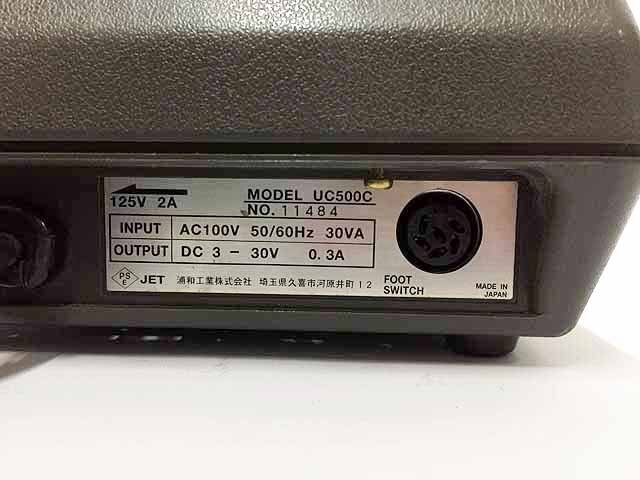 125V 2A
MODEL UC500C
NO. 11484
INPUT AC100V 50/60Hz 30VA
OUTPUT DC 3 - 30V 0.3A
PS
E
JET 浦和工業株式会社 埼玉県久喜市河原井町12
FOOT
SWITCH
MADE IN
JAPAN